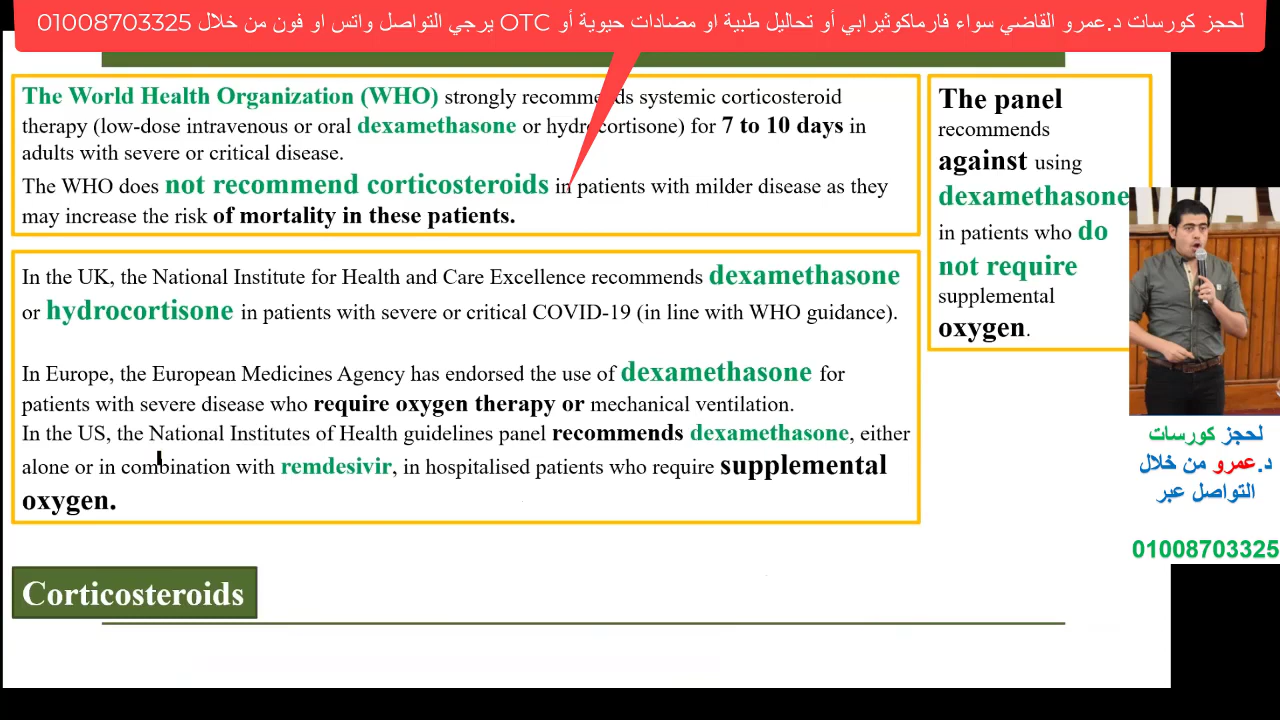 لحجز كورسات د.عمرو القاضي سواء فارماكوثيرابي أو تحاليل طبية او مضادات حيوية أو OTC يرجي التواصل واتس او فون من خلال 01008703325
The World Health Organization (WHO) strongly recommends systemic corticosteroid
therapy (low-dose intravenous or oral dexamethasone or hydrocortisone) for 7 to 10 days in
adults with severe or critical disease.
The WHO does not recommend corticosteroids in patients with milder disease as they
may increase the risk of mortality in these patients.
The panel
recommends
against using
dexamethasone
in patients who do
not require
supplemental
oxygen.
In the UK, the National Institute for Health and Care Excellence recommends dexamethasone
or hydrocortisone in patients with severe or critical COVID-19 (in line with WHO guidance).
In Europe, the European Medicines Agency has endorsed the use of dexamethasone for
patients with severe disease who require oxygen therapy or mechanical ventilation.
In the US, the National Institutes of Health guidelines panel recommends dexamethasone, either
alone or in combination with remdesivir, in hospitalised patients who require supplemental
oxygen.
لحجز كورسات
د.عمرو من خلال
التواصل عبر
01008703325
Corticosteroids